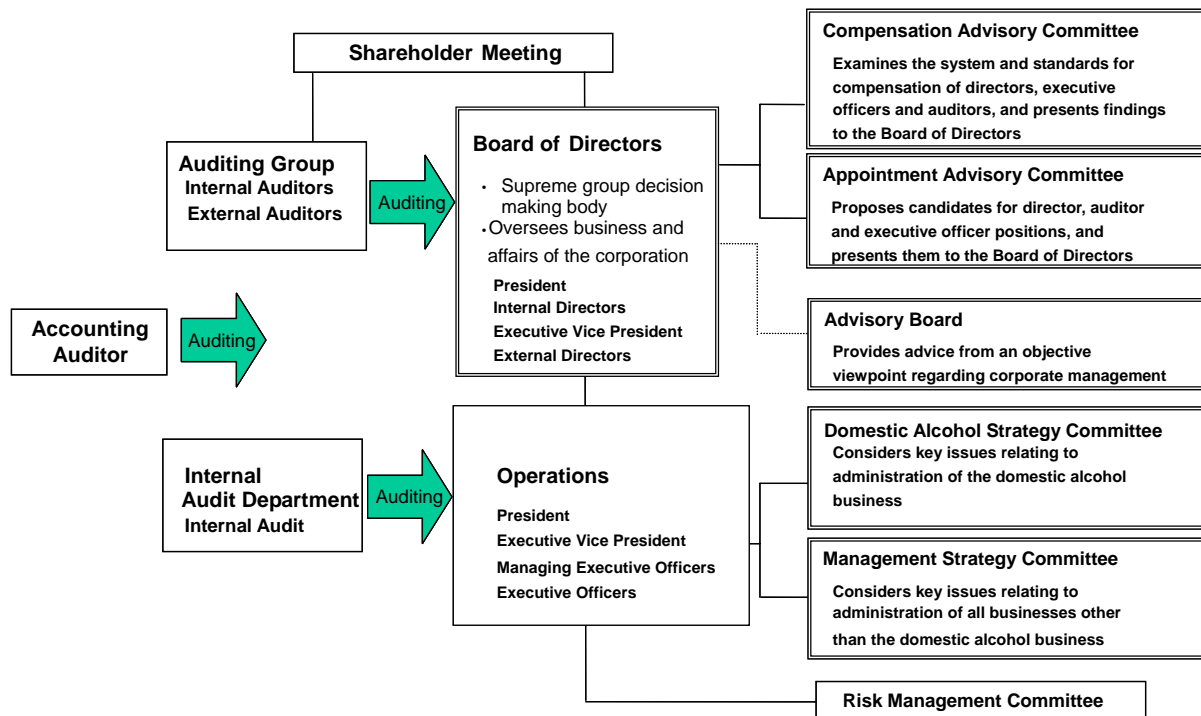 Shareholder Meeting
Auditing Group
Internal Auditors
External Auditors
Auditing
Board of Directors
• Supreme group decision
making body
•Oversees business and
affairs of the corporation
President
Internal Directors
Executive Vice President
External Directors
Accounting
Auditor
Auditing
Internal
Audit Department
Internal Audit
Auditing
Operations
President
Executive Vice President
Managing Executive Officers
Executive Officers
Compensation Advisory Committee
Examines the system and standards for
compensation of directors, executive
officers and auditors, and presents findings
to the Board of Directors
Appointment Advisory Committee
Proposes candidates for director, auditor
and executive officer positions, and
presents them to the Board of Directors
Advisory Board
Provides advice from an objective
viewpoint regarding corporate management
Domestic Alcohol Strategy Committee
Considers key issues relating to
administration of the domestic alcohol
business
Management Strategy Committee
Considers key issues relating to
administration of all businesses other
than the domestic alcohol business
Risk Management Committee